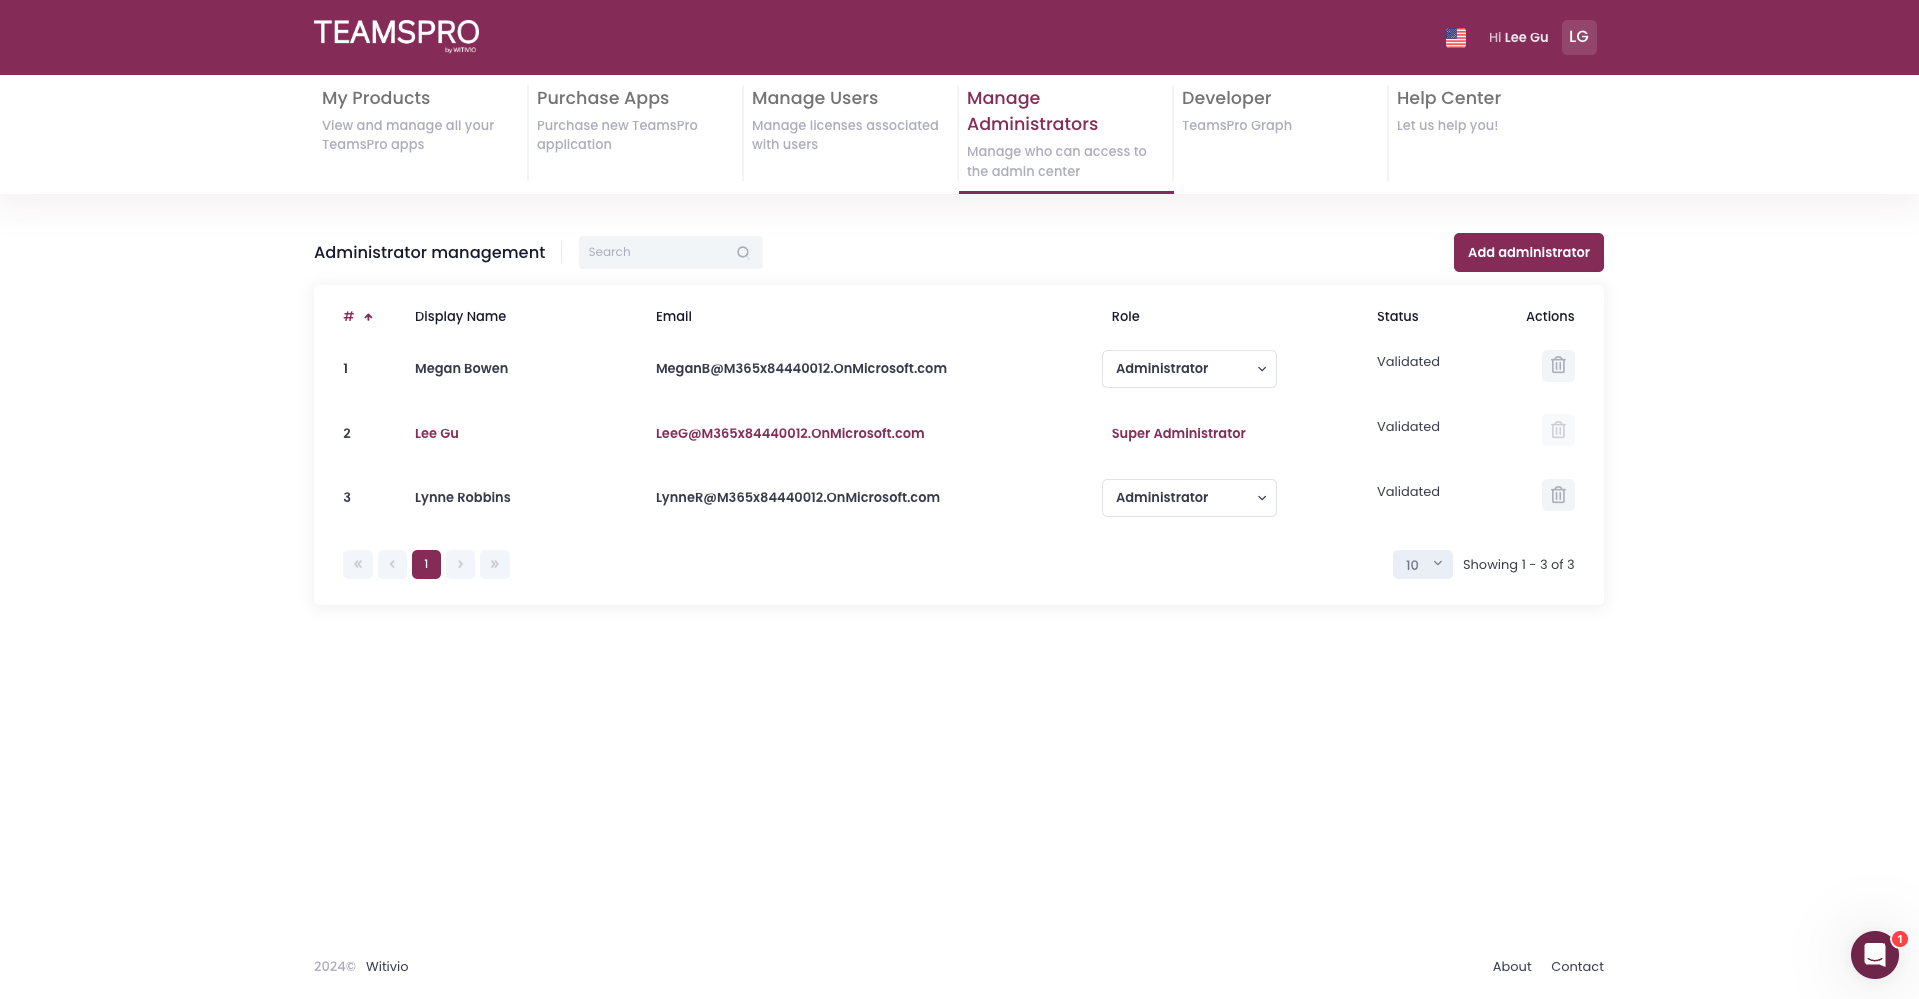 TEAMSPRO
by WITIVIO
Hi Lee Gu
LG
My Products
View and manage all your
TeamsPro apps
Purchase Apps
Purchase new TeamsPro
application
Manage Users
Manage licenses associated
with users
Manage
Administrators
Manage who can access to
the admin center
Developer
TeamsPro Graph
Help Center
Let us help you!
Administrator management
Search
Add administrator
# Display Name Email Role Status Actions
1 Megan Bowen MeganB@M365x84440012.OnMicrosoft.com Administrator Validated
2 Lee Gu LeeG@M365x84440012.OnMicrosoft.com Super Administrator Validated
3 Lynne Robbins LynneR@M365x84440012.OnMicrosoft.com Administrator Validated
« ‹ 1 › »
10 Showing 1 - 3 of 3
2024© Witivio
About Contact
1